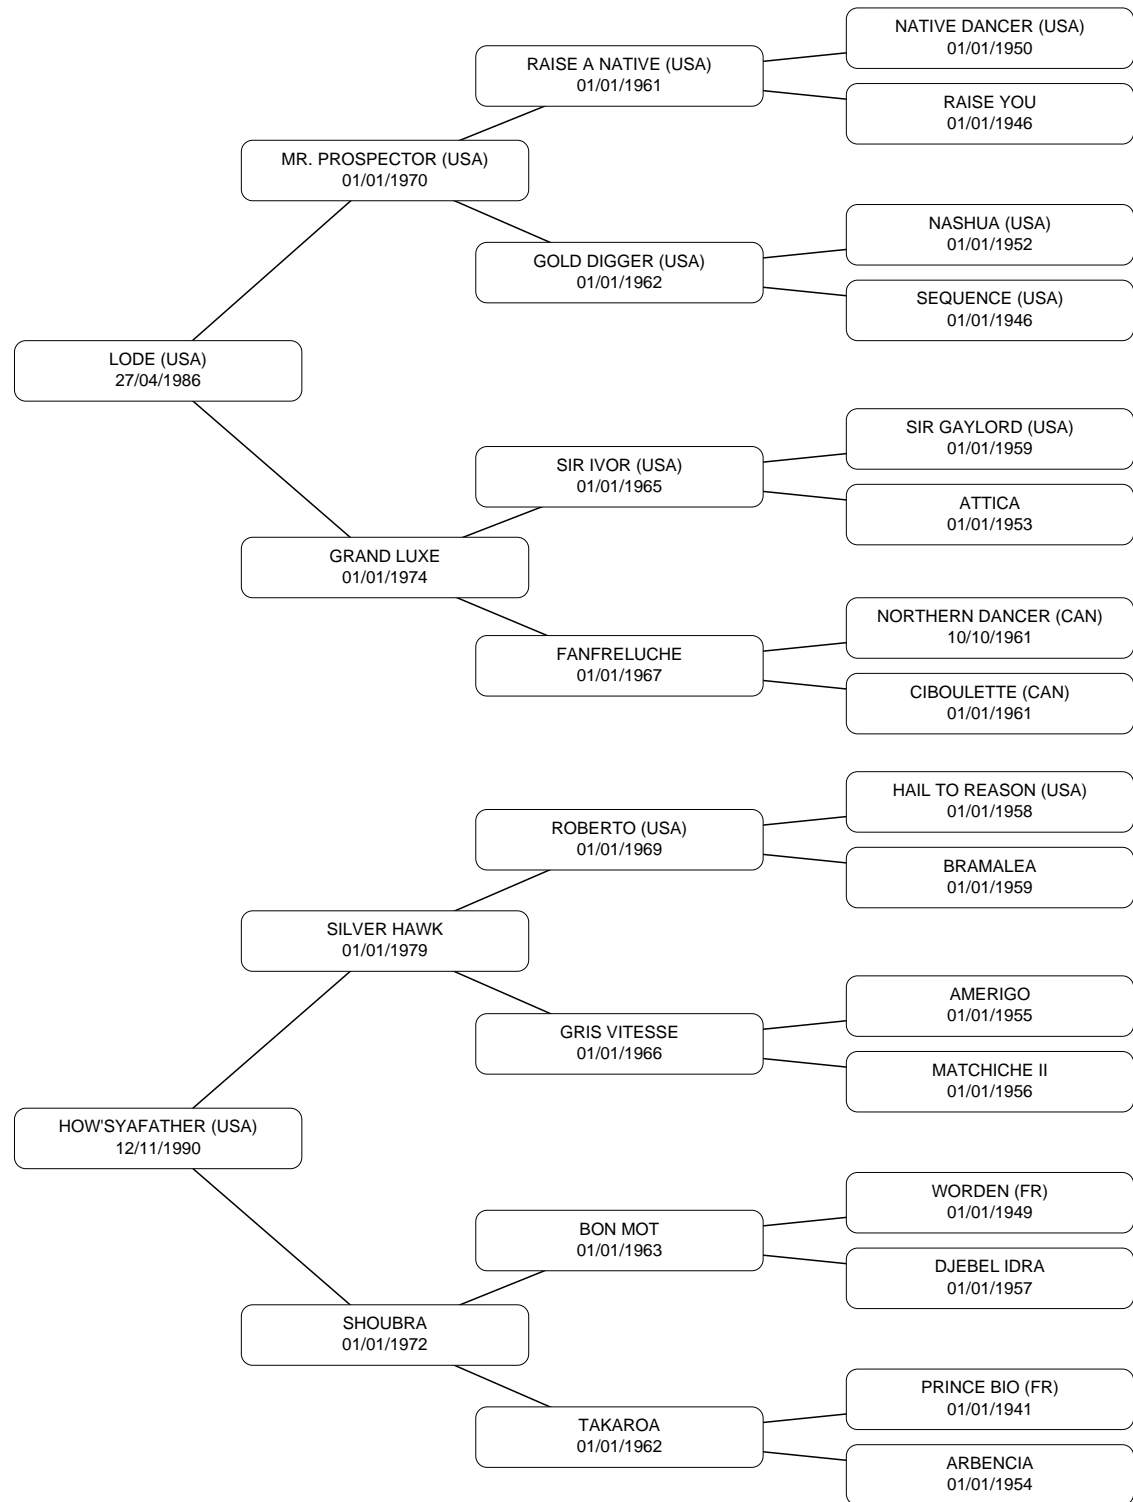 NATIVE DANCER (USA)
01/01/1950
RAISE A NATIVE (USA)
01/01/1961
RAISE YOU
01/01/1946
MR. PROSPECTOR (USA)
01/01/1970
NASHUA (USA)
01/01/1952
GOLD DIGGER (USA)
01/01/1962
SEQUENCE (USA)
01/01/1946
LODE (USA)
27/04/1986
SIR GAYLORD (USA)
01/01/1959
SIR IVOR (USA)
01/01/1965
ATTICA
01/01/1953
GRAND LUXE
01/01/1974
NORTHERN DANCER (CAN)
10/10/1961
FANFRELUCHE
01/01/1967
CIBOULETTE (CAN)
01/01/1961
HAIL TO REASON (USA)
01/01/1958
ROBERTO (USA)
01/01/1969
BRAMALEA
01/01/1959
SILVER HAWK
01/01/1979
AMERIGO
01/01/1955
GRIS VITESSE
01/01/1966
MATCHICHE II
01/01/1956
HOW'SYAFATHER (USA)
12/11/1990
WORDEN (FR)
01/01/1949
BON MOT
01/01/1963
DJEBEL IDRA
01/01/1957
SHOUBRA
01/01/1972
PRINCE BIO (FR)
01/01/1941
TAKAROA
01/01/1962
ARBENCIA
01/01/1954